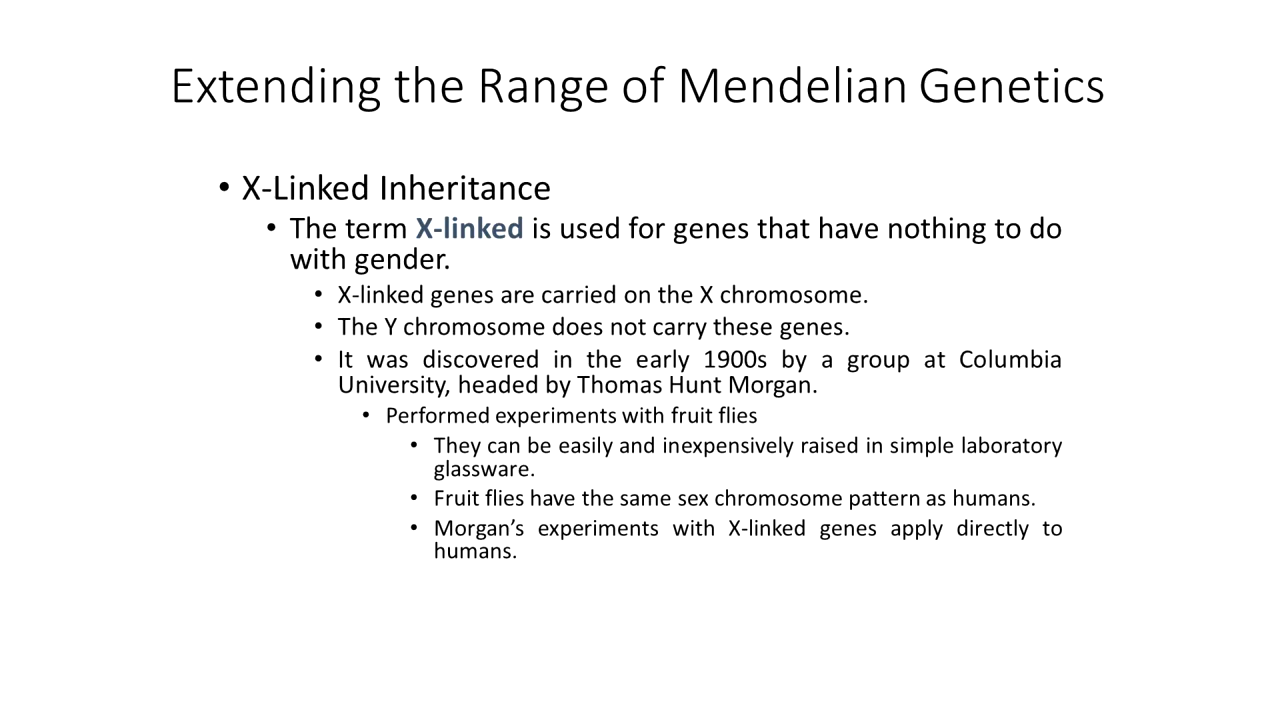 Extending the Range of Mendelian Genetics
• X-Linked Inheritance
• The term X-linked is used for genes that have nothing to do
with gender.
• X-linked genes are carried on the X chromosome.
• The Y chromosome does not carry these genes.
• It was discovered in the early 1900s by a group at Columbia
University, headed by Thomas Hunt Morgan.
• Performed experiments with fruit flies
• They can be easily and inexpensively raised in simple laboratory
glassware.
• Fruit flies have the same sex chromosome pattern as humans.
• Morgan’s experiments with X-linked genes apply directly to
humans.